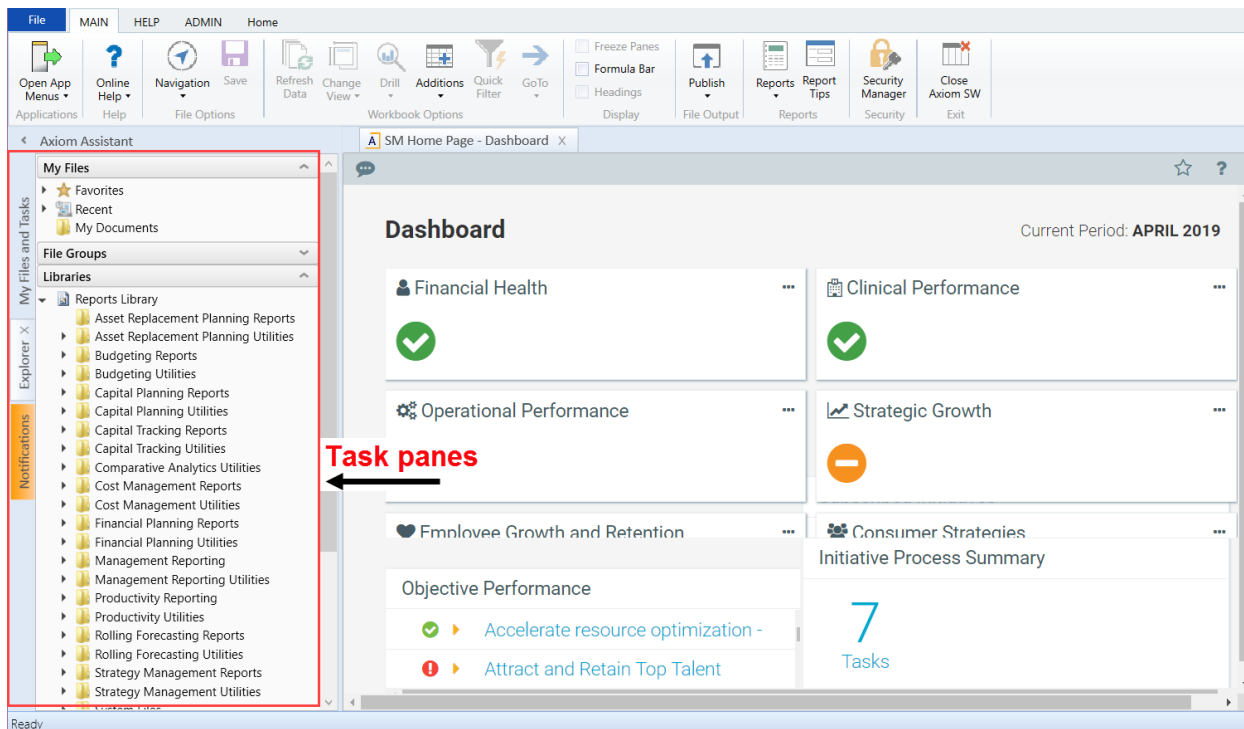 File MAIN HELP ADMIN Home
Open App Menus
Online Help
Navigation
Save
Refresh Data
Change View
Drill
Additions
Quick Filter
GoTo
Freeze Panes
Formula Bar
Headings
Publish
Reports
Report Tips
Security Manager
Close Axiom SW
Applications Help File Options Workbook Options Display File Output Reports Security Exit
Axiom Assistant
A SM Home Page - Dashboard X
My Files and Tasks
Explorer X
Notifications
My Files
Favorites
Recent
My Documents
File Groups
Libraries
Reports Library
Asset Replacement Planning Reports
Asset Replacement Planning Utilities
Budgeting Reports
Budgeting Utilities
Capital Planning Reports
Capital Planning Utilities
Capital Tracking Reports
Capital Tracking Utilities
Comparative Analytics Utilities
Cost Management Reports
Cost Management Utilities
Financial Planning Reports
Financial Planning Utilities
Management Reporting
Management Reporting Utilities
Productivity Reporting
Productivity Utilities
Rolling Forecasting Reports
Rolling Forecasting Utilities
Strategy Management Reports
Strategy Management Utilities
Task panes
?
Dashboard
Current Period: APRIL 2019
Financial Health
Clinical Performance
Operational Performance
Strategic Growth
Employee Growth and Retention
Consumer Strategies
Objective Performance
Accelerate resource optimization -
Attract and Retain Top Talent
Initiative Process Summary
7
Tasks
Ready